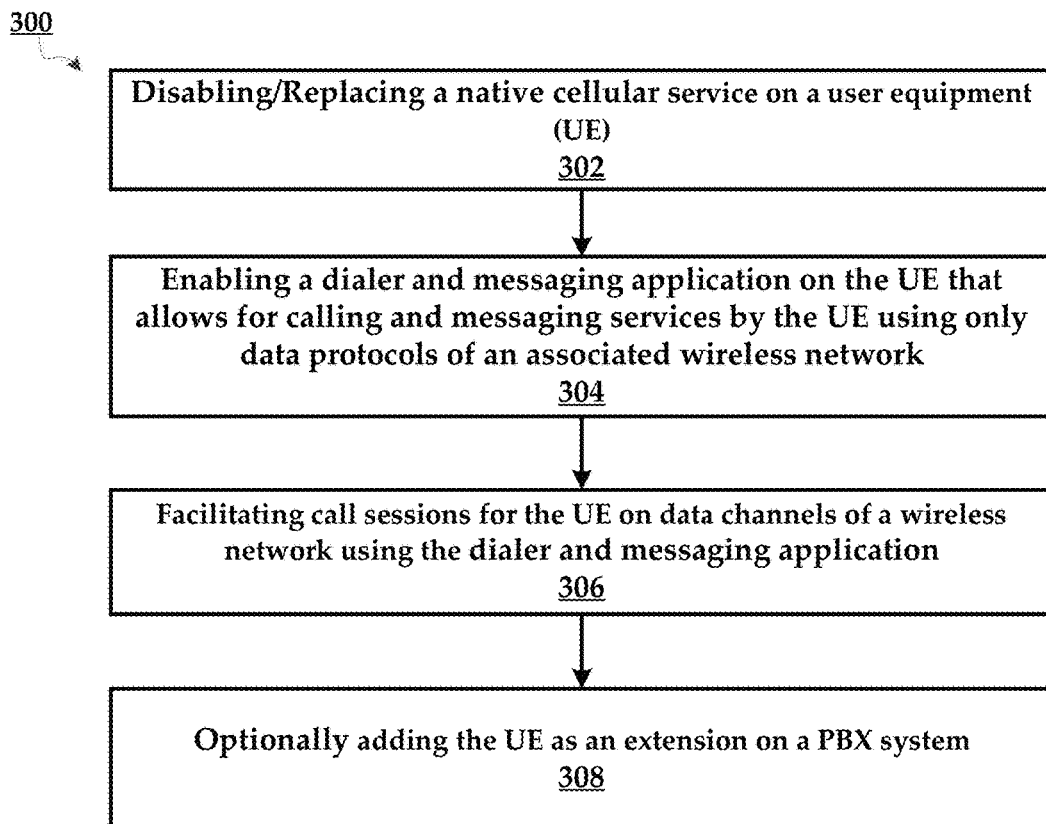 300
Disabling/Replacing a native cellular service on a user equipment
(UE)
302
Enabling a dialer and messaging application on the UE that
allows for calling and messaging services by the UE using only
data protocols of an associated wireless network
304
Facilitating call sessions for the UE on data channels of a wireless
network using the dialer and messaging application
306
Optionally adding the UE as an extension on a PBX system
308